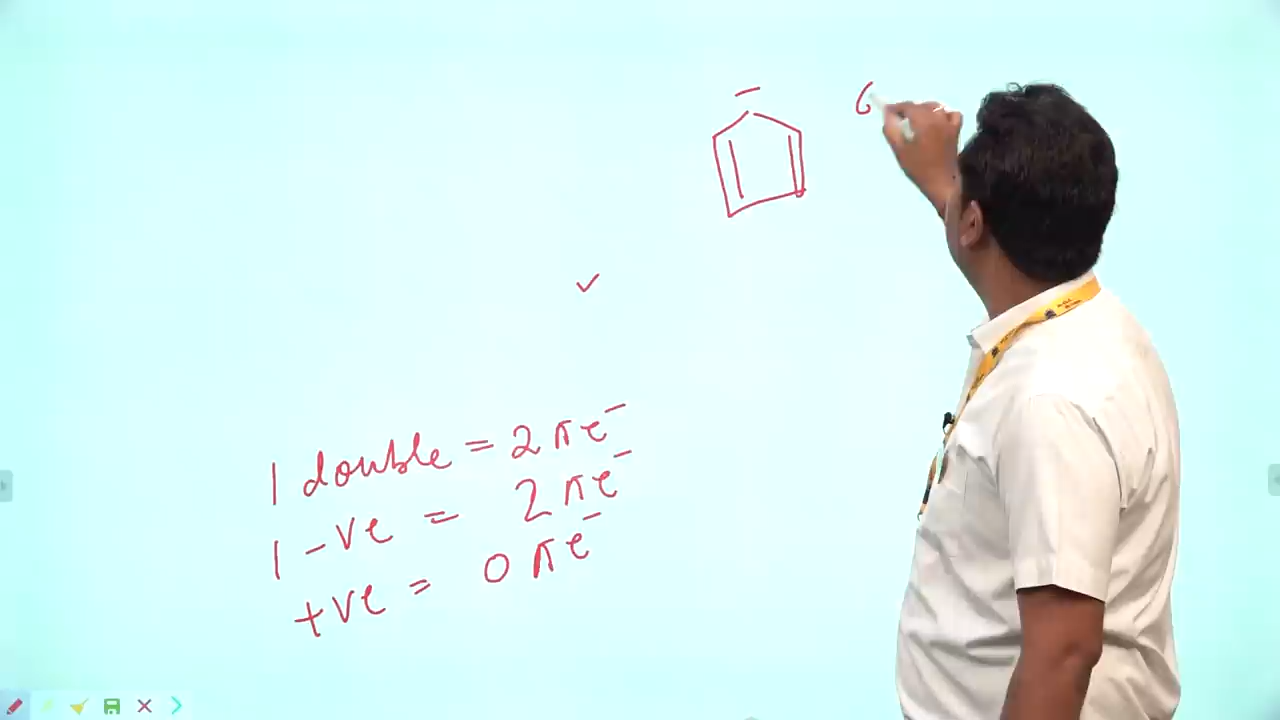 6
1 double = 2πe⁻
1 -ve = 2πe⁻
+ve = 0πe⁻